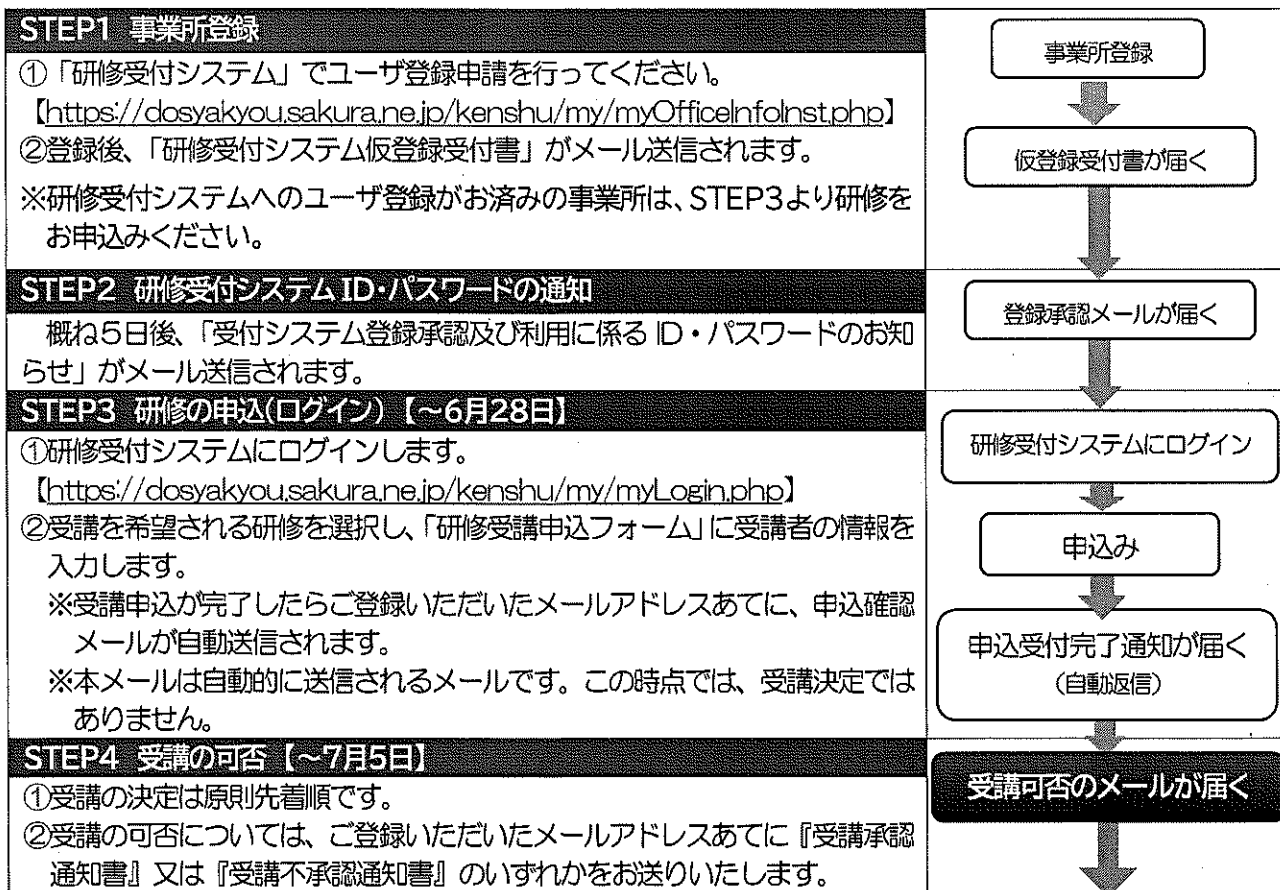 STEP1 事業所登録
①「研修受付システム」でユーザ登録申請を行ってください。
【https://dosyakyou.sakura.ne.jp/kenshu/my/myOfficeInfoInst.php】
②登録後、「研修受付システム仮登録受付書」がメール送信されます。
※研修受付システムへのユーザ登録がお済みの事業所は、STEP3より研修を
お申込みください。
事業所登録
仮登録受付書が届く
STEP2 研修受付システムID・パスワードの通知
概ね5日後、「受付システム登録承認及び利用に係る ID・パスワードのお知
らせ」がメール送信されます。
登録承認メールが届く
STEP3 研修の申込(ログイン)【～6月28日】
①研修受付システムにログインします。
【https://dosyakyou.sakura.ne.jp/kenshu/my/myLogin.php】
②受講を希望される研修を選択し、「研修受講申込フォーム」に受講者の情報を
入力します。
※受講申込が完了したらご登録いただいたメールアドレスあてに、申込確認
メールが自動送信されます。
※本メールは自動的に送信されるメールです。この時点では、受講決定では
ありません。
研修受付システムにログイン
申込み
申込受付完了通知が届く
(自動返信)
STEP4 受講の可否【～7月5日】
①受講の決定は原則先着順です。
②受講の可否については、ご登録いただいたメールアドレスあてに『受講承認
通知書』又は『受講不承認通知書』のいずれかをお送りいたします。
受講可否のメールが届く